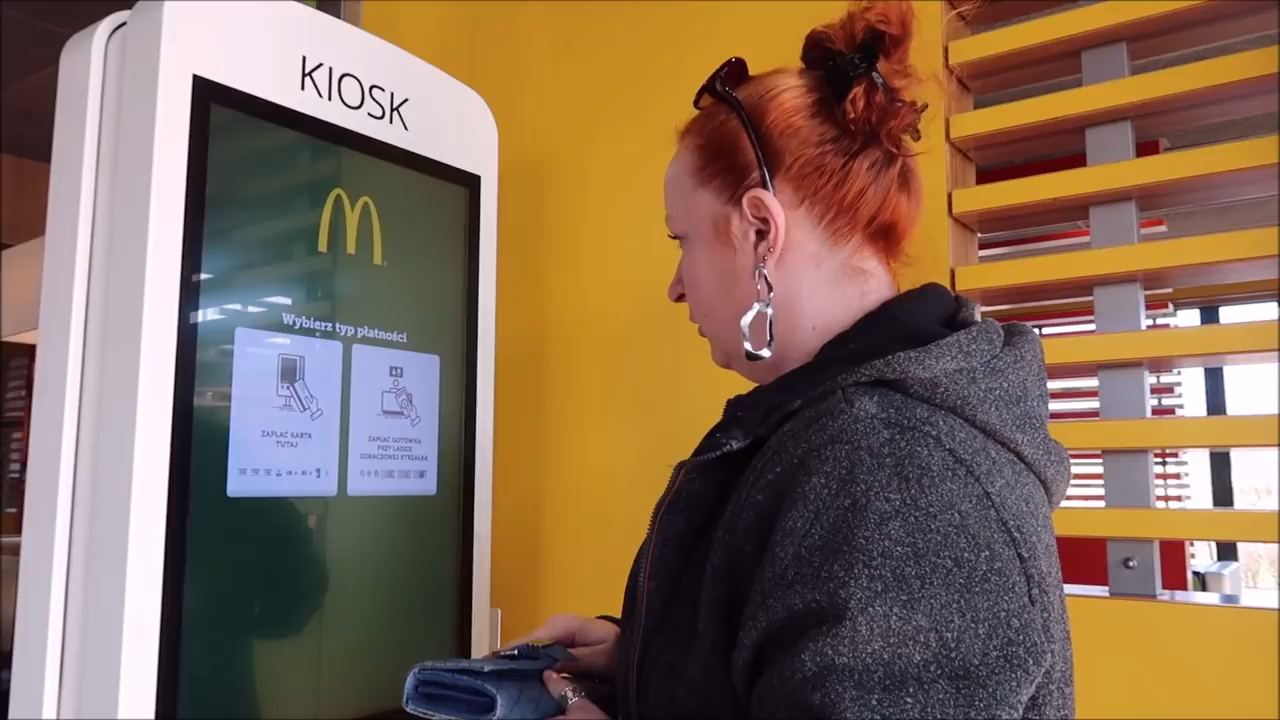 KIOSK
Wybierz typ płatności
ZAPŁAĆ KARTĄ
TUTAJ
ZAPŁAĆ GOTÓWKĄ
PRZY LADZIE
OZNACZONEJ STRZAŁKĄ